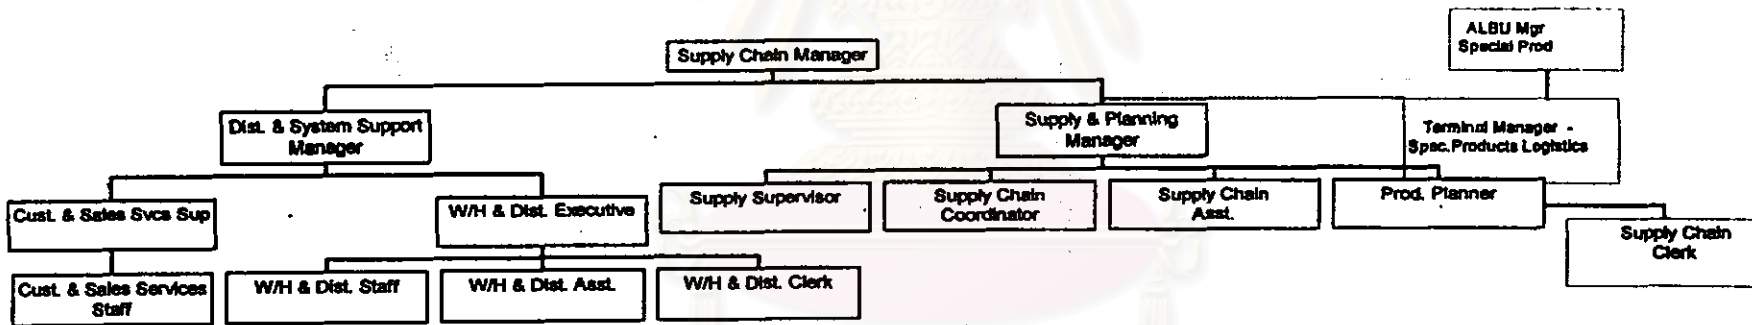 ALBU Mgr
Special Prod
Supply Chain Manager
Dist. & System Support
Manager
Supply & Planning
Manager
Terminal Manager -
Spec.Products Logistics
Cust. & Sales Svcs Sup
W/H & Dist. Executive
Supply Supervisor
Supply Chain
Coordinator
Supply Chain
Asst.
Prod. Planner
Supply Chain
Clerk
Cust. & Sales Services
Staff
W/H & Dist. Staff
W/H & Dist. Asst.
W/H & Dist. Clerk